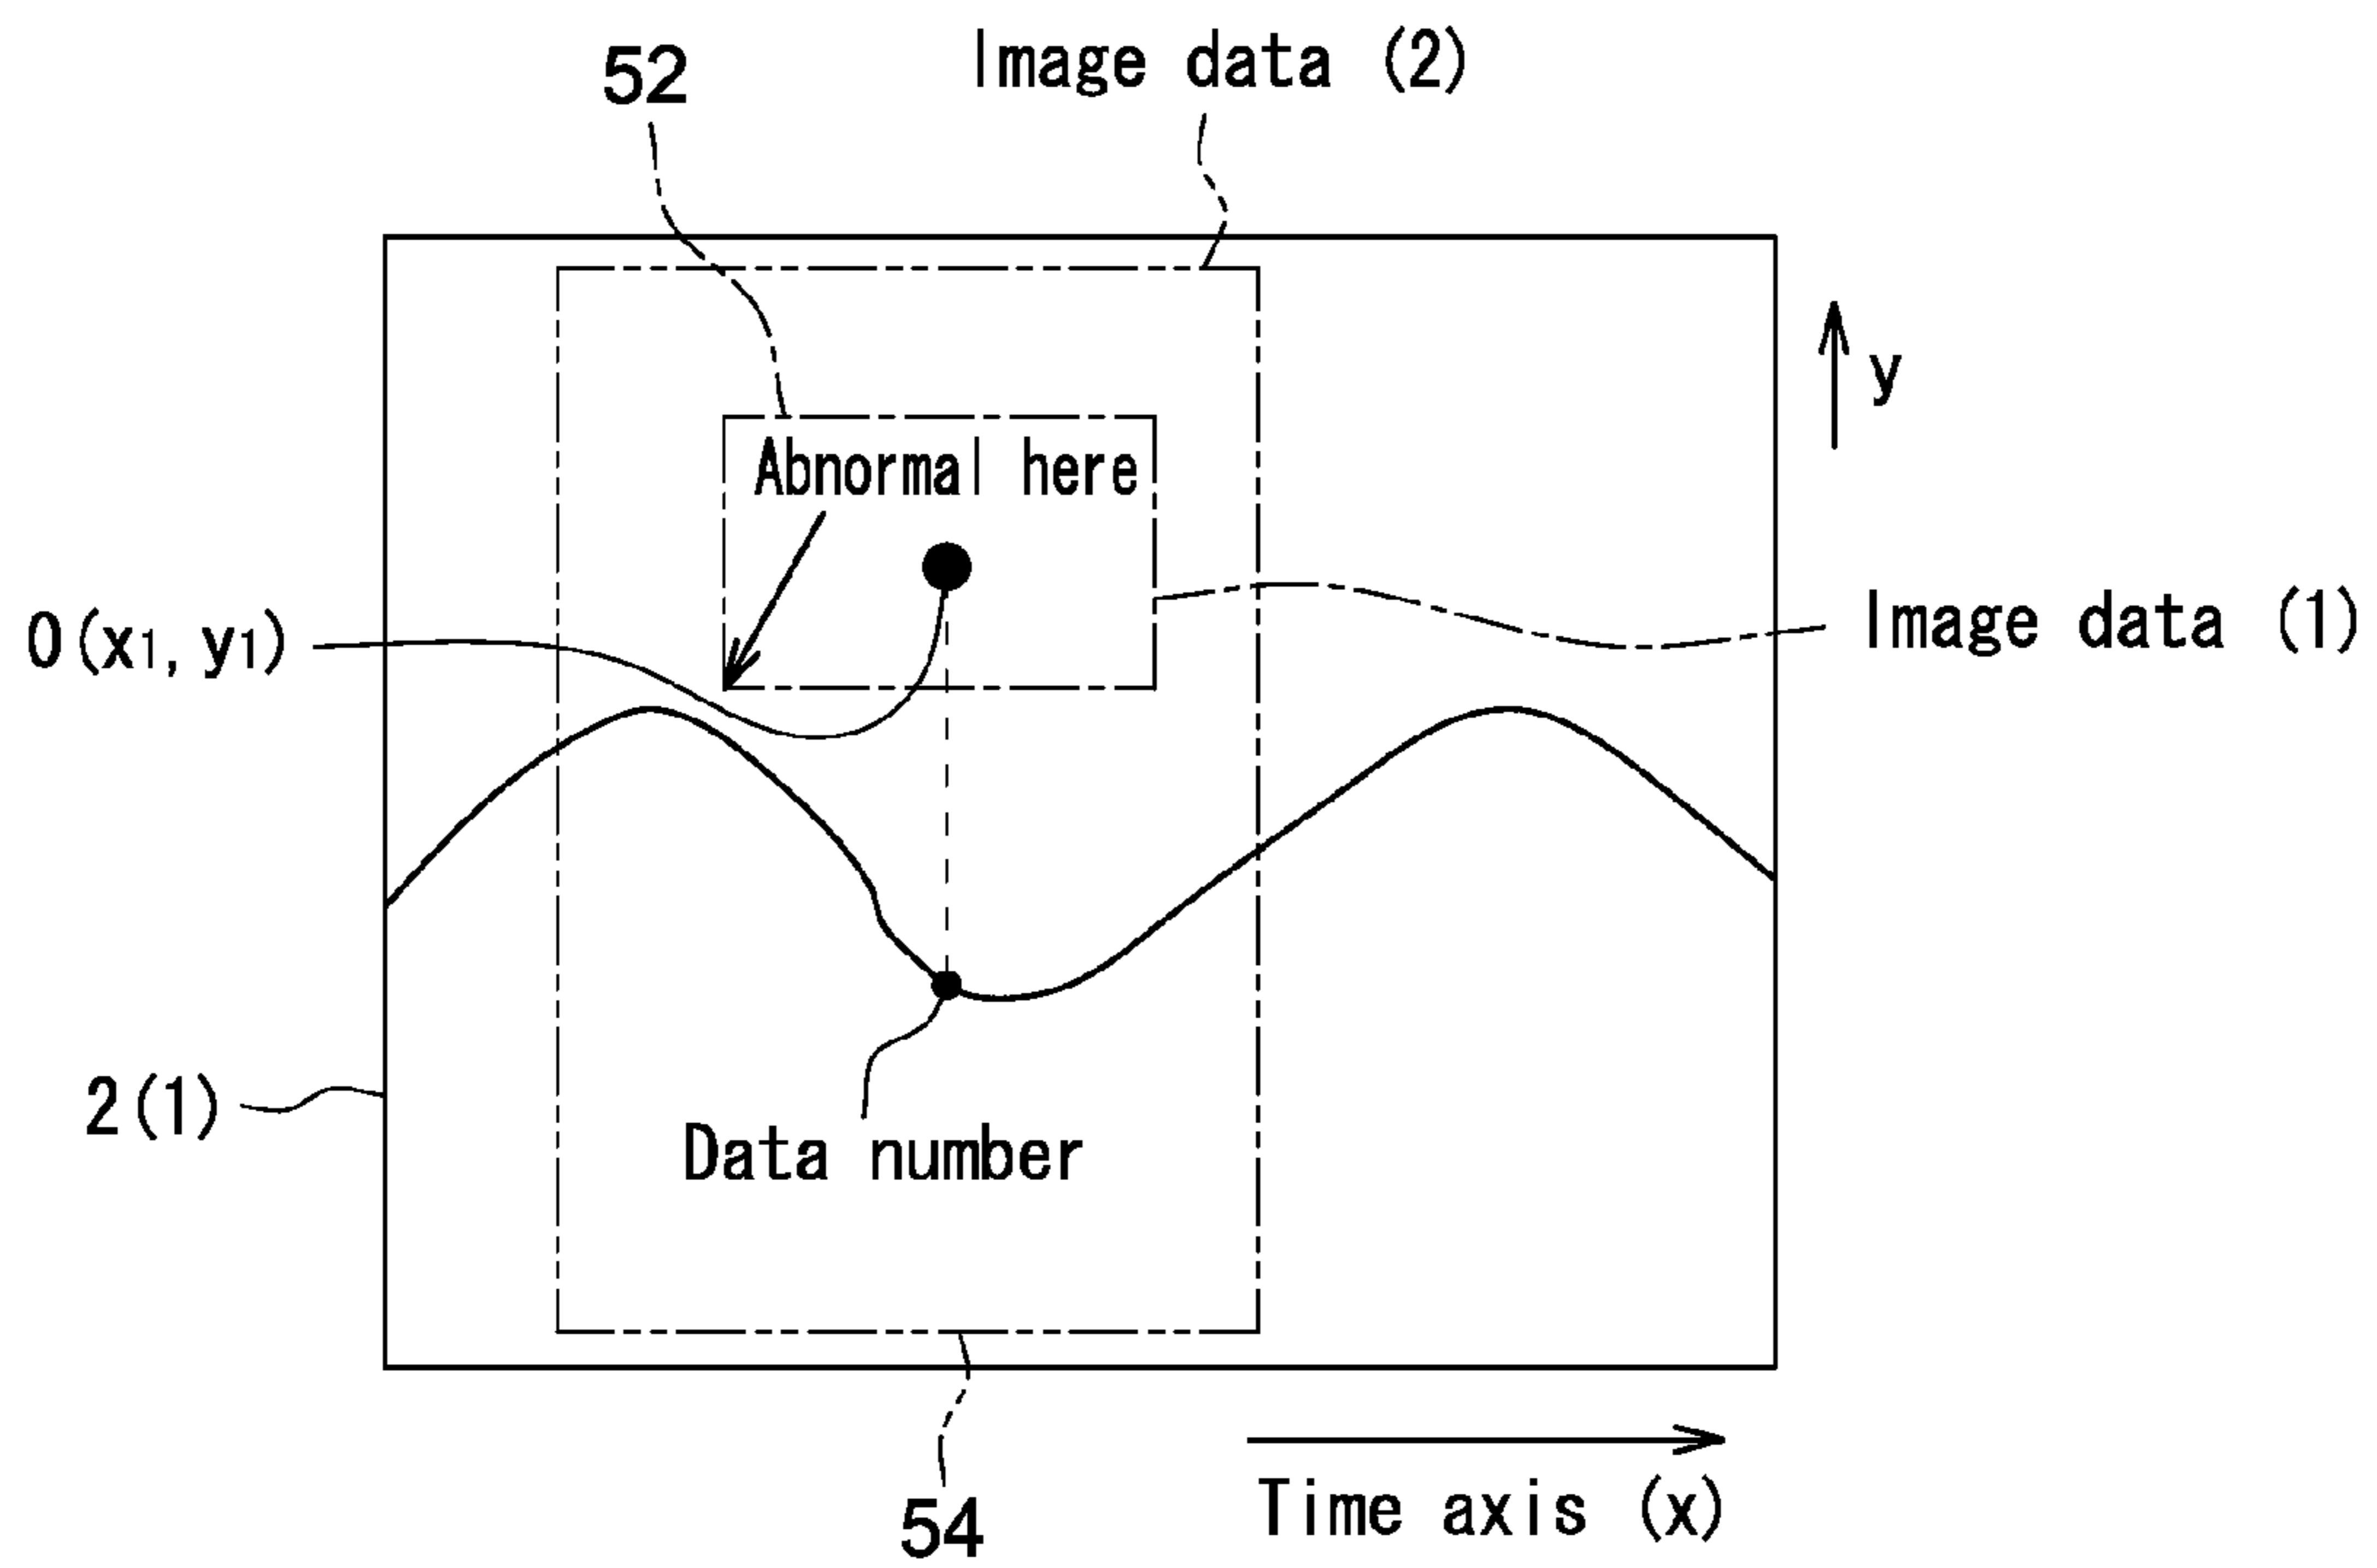 Image data (2)
52
y
Abnormal here
O(x1, y1)
Image data (1)
2(1)
Data number
Time axis (x)
54